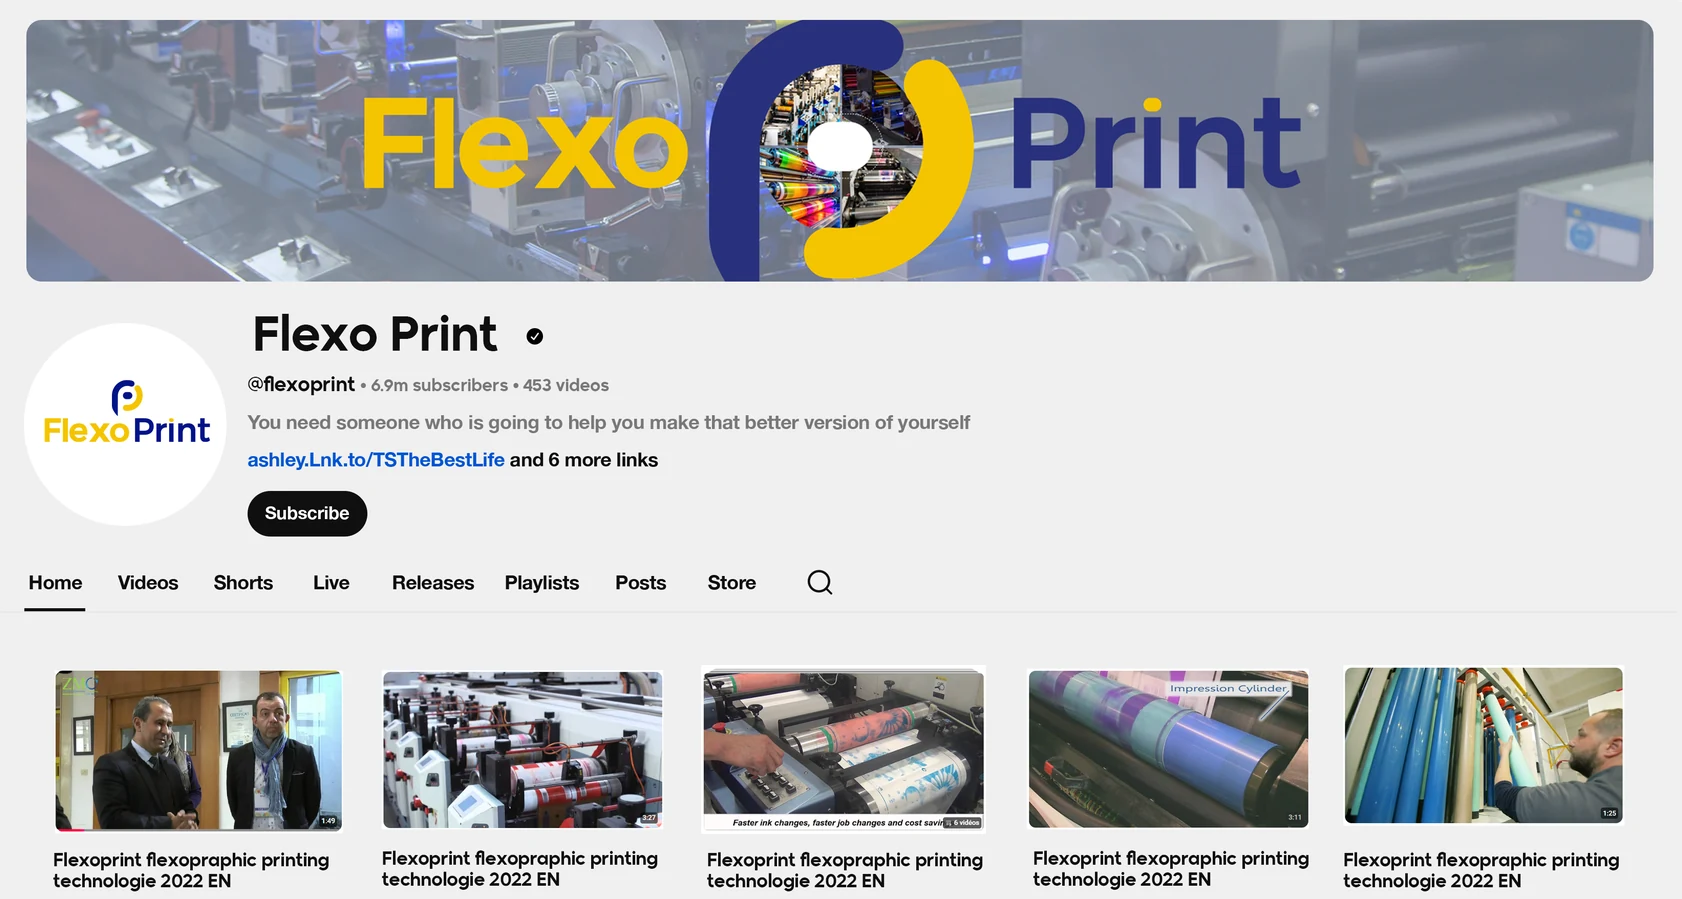 Flexo Print
Flexo Print
@flexoprint • 6.9m subscribers • 453 videos
Flexo Print
You need someone who is going to help you make that better version of yourself
ashley.Lnk.to/TSTheBestLife and 6 more links
Subscribe
Home Videos Shorts Live Releases Playlists Posts Store
ZMC
Impression Cylinder
1:49
3:27
Faster ink changes, faster job changes and cost savin
6 vidéos
3:11
1:25
Flexoprint flexopraphic printing
technologie 2022 EN
Flexoprint flexopraphic printing
technologie 2022 EN
Flexoprint flexopraphic printing
technologie 2022 EN
Flexoprint flexopraphic printing
technologie 2022 EN
Flexoprint flexopraphic printing
technologie 2022 EN